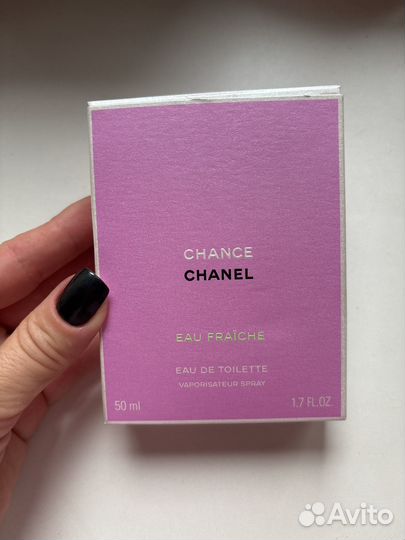 CHANCE
CHANEL
EAU FRAÎCHE
EAU DE TOILETTE
VAPORISATEUR SPRAY
50 ml 1.7 FL.OZ.
Avito